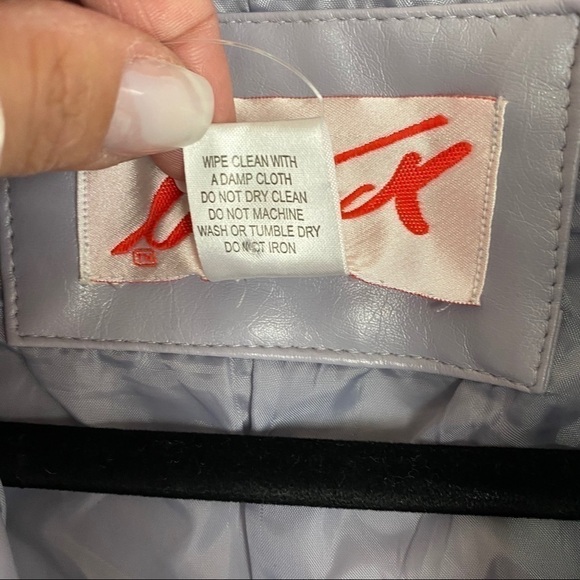 WIPE CLEAN WITH
A DAMP CLOTH
DO NOT DRY CLEAN
DO NOT MACHINE
WASH OR TUMBLE DRY
DO NOT IRON
TM